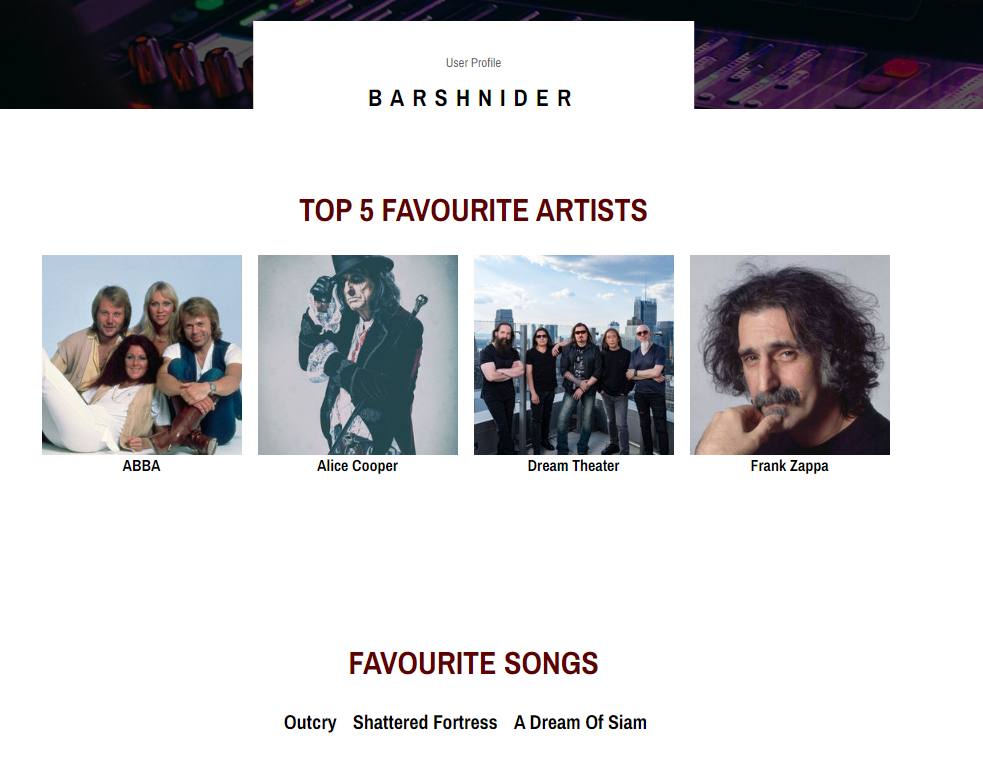 User Profile
BARSHNIDER
TOP 5 FAVOURITE ARTISTS
ABBA
Alice Cooper
Dream Theater
Frank Zappa
FAVOURITE SONGS
Outcry Shattered Fortress A Dream Of Siam